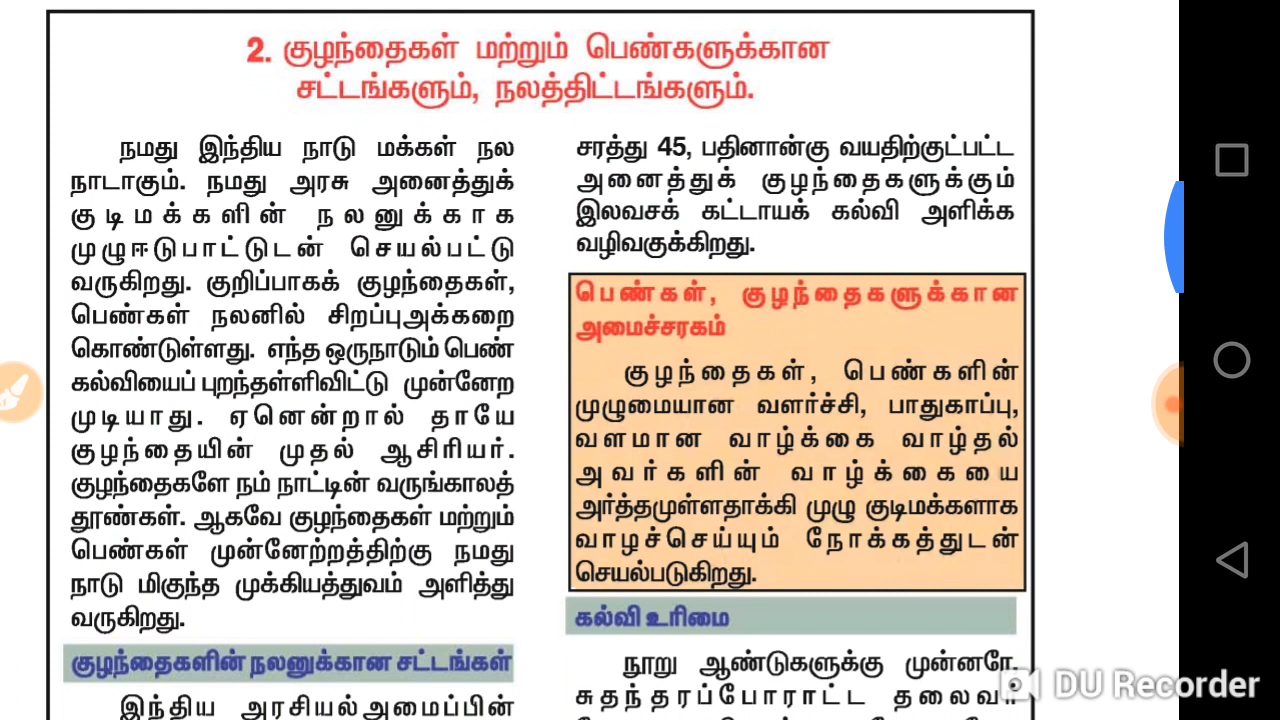 2. குழந்தைகள் மற்றும் பெண்களுக்கான
சட்டங்களும், நலத்திட்டங்களும்.
நமது இந்திய நாடு மக்கள் நல
நாடாகும். நமது அரசு அனைத்துக்
குடிமக்களின் நலனுக்காக
முழுஈடுபாட்டுடன் செயல்பட்டு
வருகிறது. குறிப்பாகக் குழந்தைகள்,
பெண்கள் நலனில் சிறப்புஅக்கறை
கொண்டுள்ளது. எந்த ஒருநாடும் பெண்
கல்வியைப் புறந்தள்ளிவிட்டு முன்னேற
முடியாது. ஏனென்றால் தாயே
குழந்தையின் முதல் ஆசிரியர்.
குழந்தைகளே நம் நாட்டின் வருங்காலத்
தூண்கள். ஆகவே குழந்தைகள் மற்றும்
பெண்கள் முன்னேற்றத்திற்கு நமது
நாடு மிகுந்த முக்கியத்துவம் அளித்து
வருகிறது.
குழந்தைகளின் நலனுக்கான சட்டங்கள்
இந்திய அரசியல்அமைப்பின்
சரத்து 45, பதினான்கு வயதிற்குட்பட்ட
அனைத்துக் குழந்தைகளுக்கும்
இலவசக் கட்டாயக் கல்வி அளிக்க
வழிவகுக்கிறது.
பெண்கள், குழந்தைகளுக்கான
அமைச்சரகம்
குழந்தைகள், பெண்களின்
முழுமையான வளர்ச்சி, பாதுகாப்பு,
வளமான வாழ்க்கை வாழ்தல்
அவர்களின் வாழ்க்கையை
அர்த்தமுள்ளதாக்கி முழு குடிமக்களாக
வாழச்செய்யும் நோக்கத்துடன்
செயல்படுகிறது.
கல்வி உரிமை
நூறு ஆண்டுகளுக்கு முன்னரே,
சுதந்தரப்போராட்ட
DU Recorder